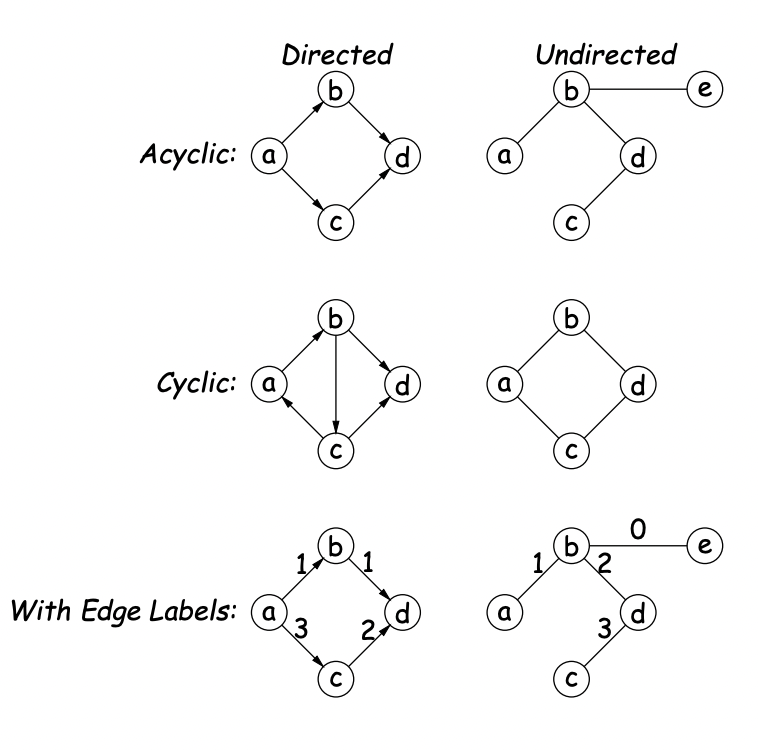 Directed Undirected
b b e
Acyclic: a d a d
c c
b b
Cyclic: a d a d
c c
b b 0 e
1 1 1 2
With Edge Labels: a d a d
3 2 3
c c